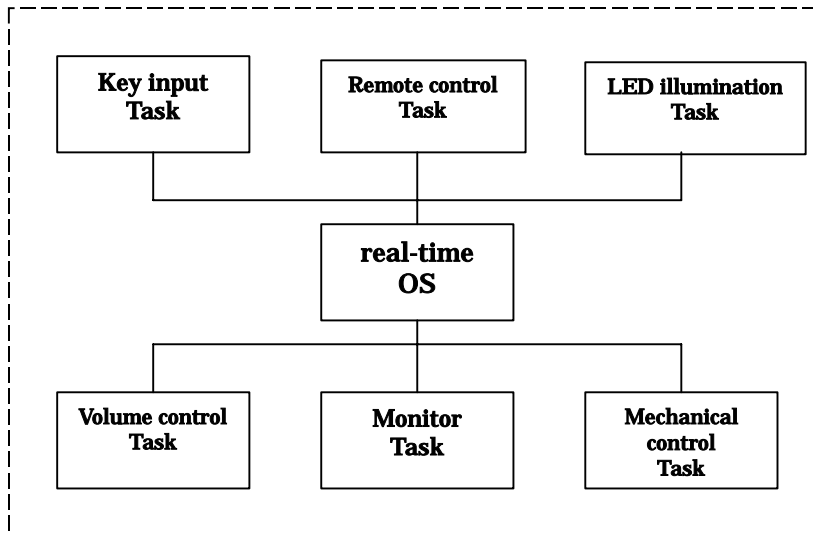 Key input
Task
Remote control
Task
LED illumination
Task
real-time
OS
Volume control
Task
Monitor
Task
Mechanical
control
Task